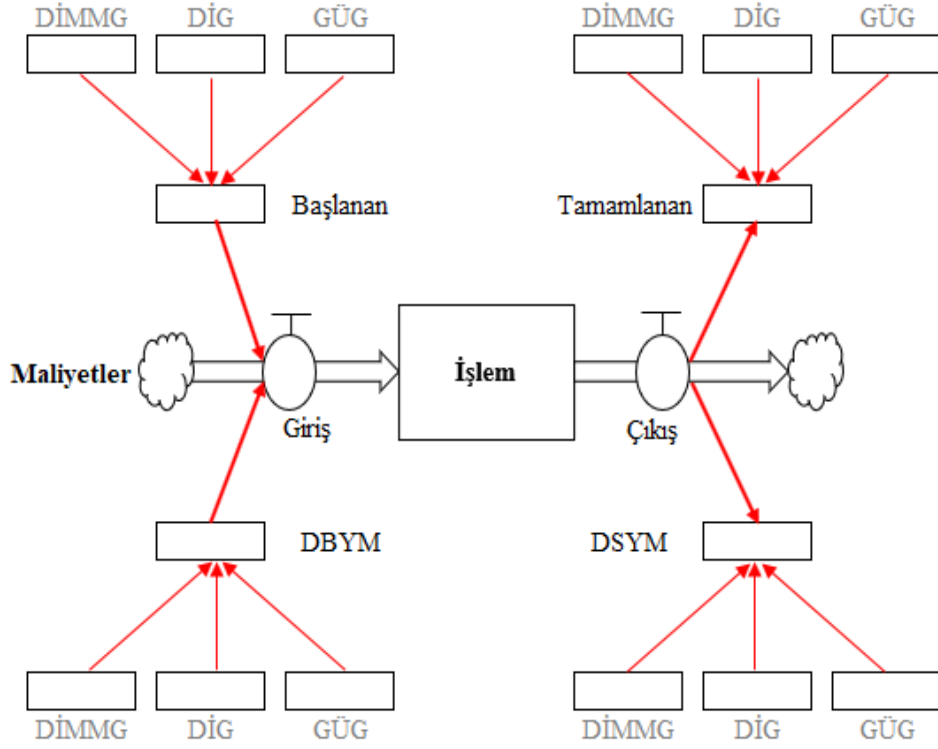 DİMMG DİG GÜG DİMMG DİG GÜG
Başlanan Tamamlanan
Maliyetler İşlem
Giriş Çıkış
DBYM DSYM
DİMMG DİG GÜG DİMMG DİG GÜG